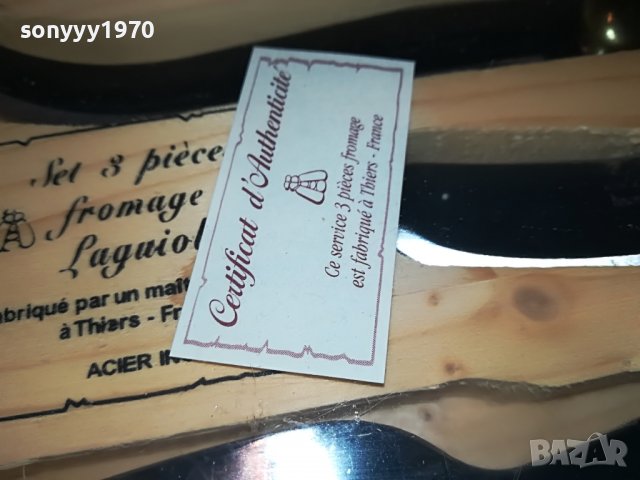 sonyyy1970
Set 3 pièce
fromage
Laguiol
abriqué par un maît
à Thiers - Fr
ACIER IN
Certificat d'Authenticité
Ce service 3 pièces fromage
est fabriqué à Thiers - France
BAZAR